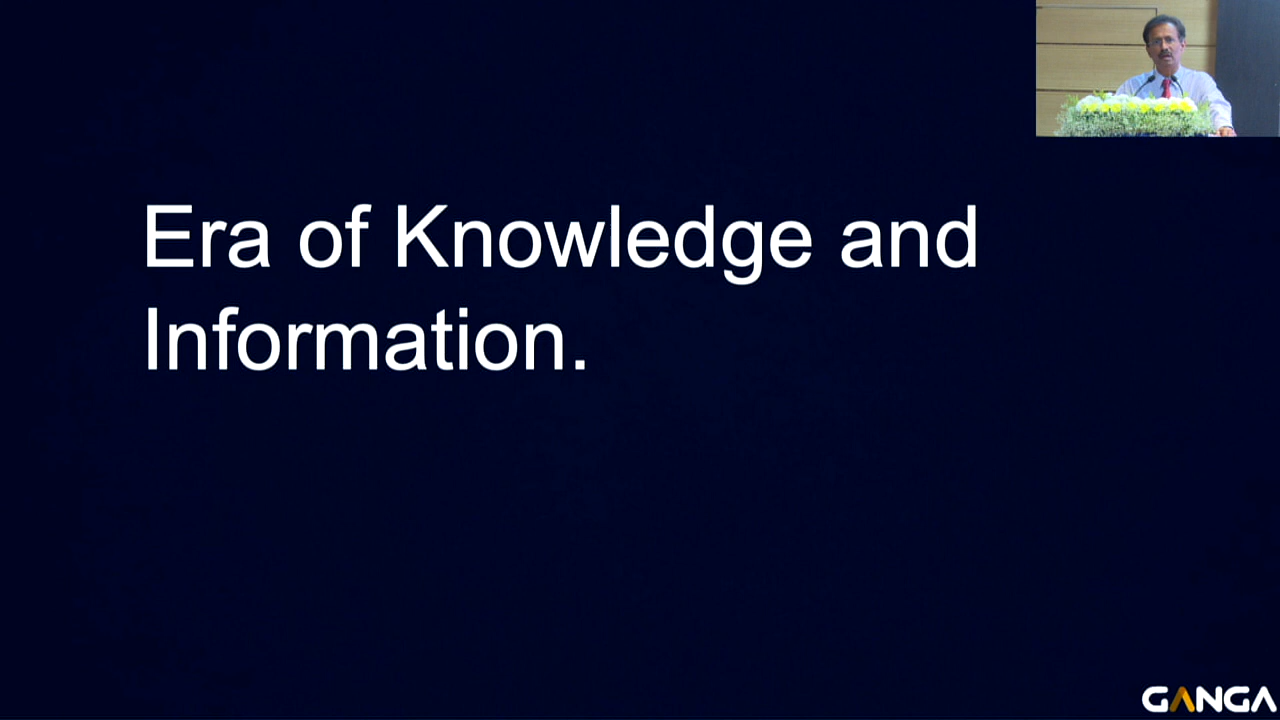 Era of Knowledge and
Information.
GANGA